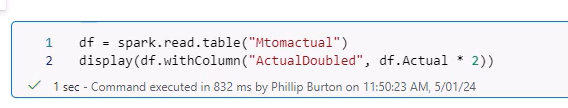 1 df = spark.read.table("Mtomactual")
2 display(df.withColumn("ActualDoubled", df.Actual * 2))
1 sec - Command executed in 832 ms by Phillip Burton on 11:50:23 AM, 5/01/24